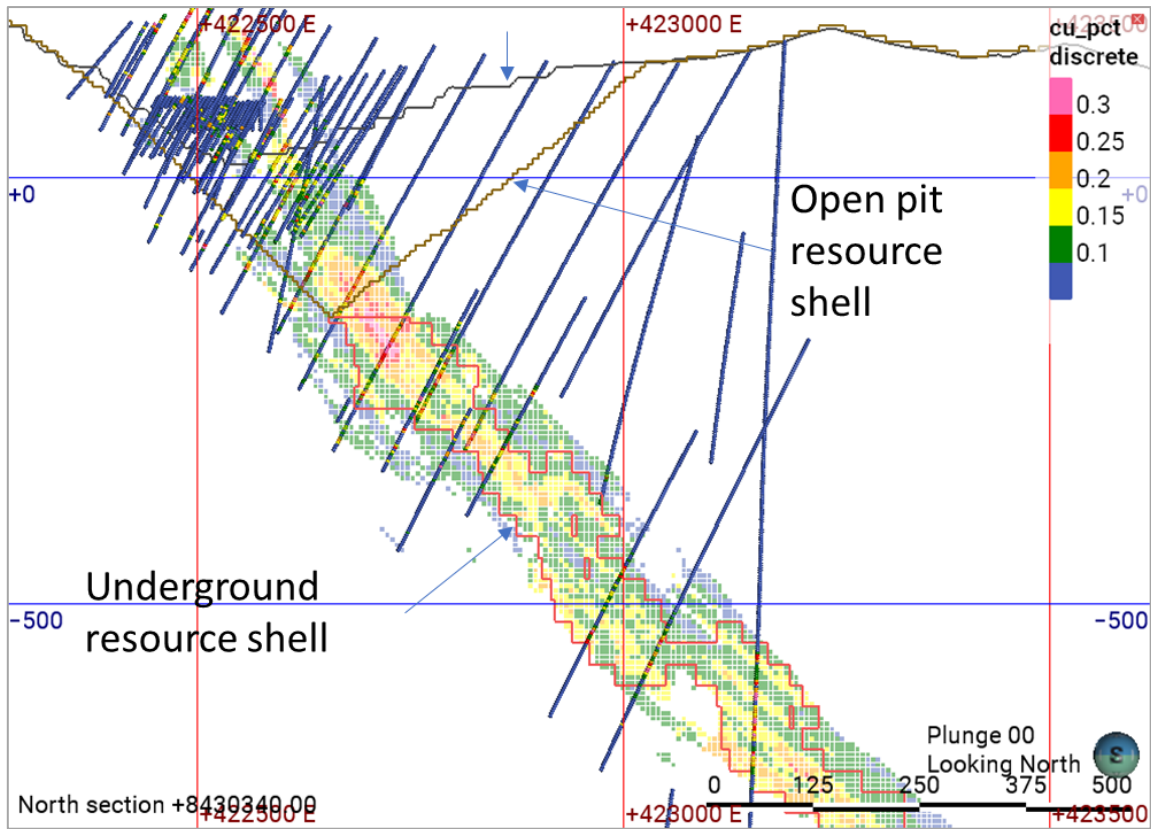 +422500 E
+423000 E
+423500
cu_pct
discrete
0.3
0.25
0.2
0.15
0.1
+0
+0
Open pit
resource
shell
Underground
resource shell
-500
-500
Plunge 00
Looking North
0 125 250 375 500
North section +8430340.00
+422500 E
+423000 E
+423500